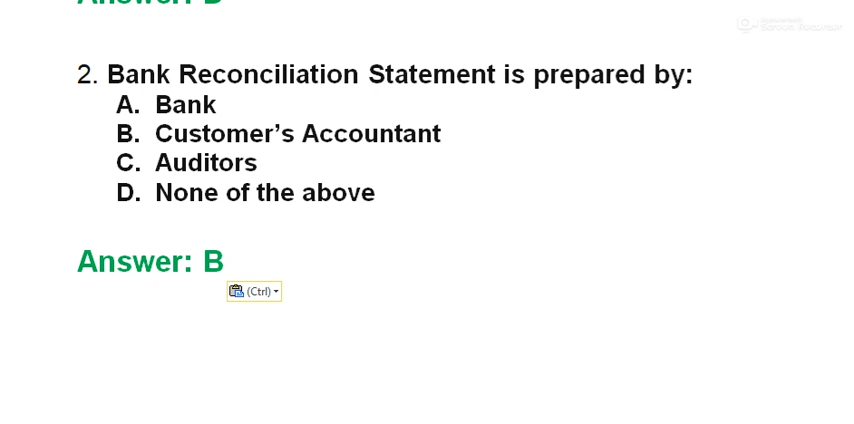 2. Bank Reconciliation Statement is prepared by:
A. Bank
B. Customer's Accountant
C. Auditors
D. None of the above
Answer: B
(Ctrl)